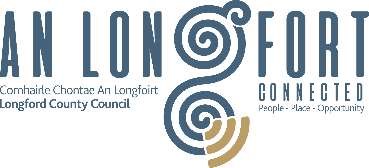 AN LONGFORT
CONNECTED
Comhairle Chontae An Longfoirt
Longford County Council
People - Place - Opportunity